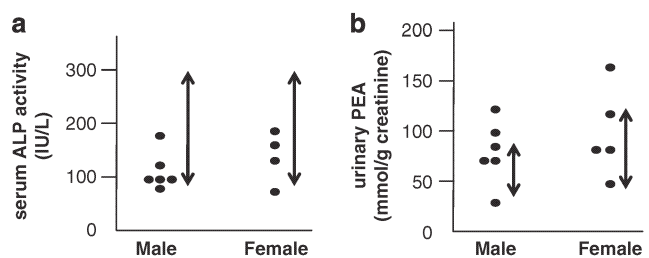 a
serum ALP activity
(IU/L)
300
200
100
0
Male
Female
b
urinary PEA
(mmol/g creatinine)
200
150
100
50
0
Male
Female